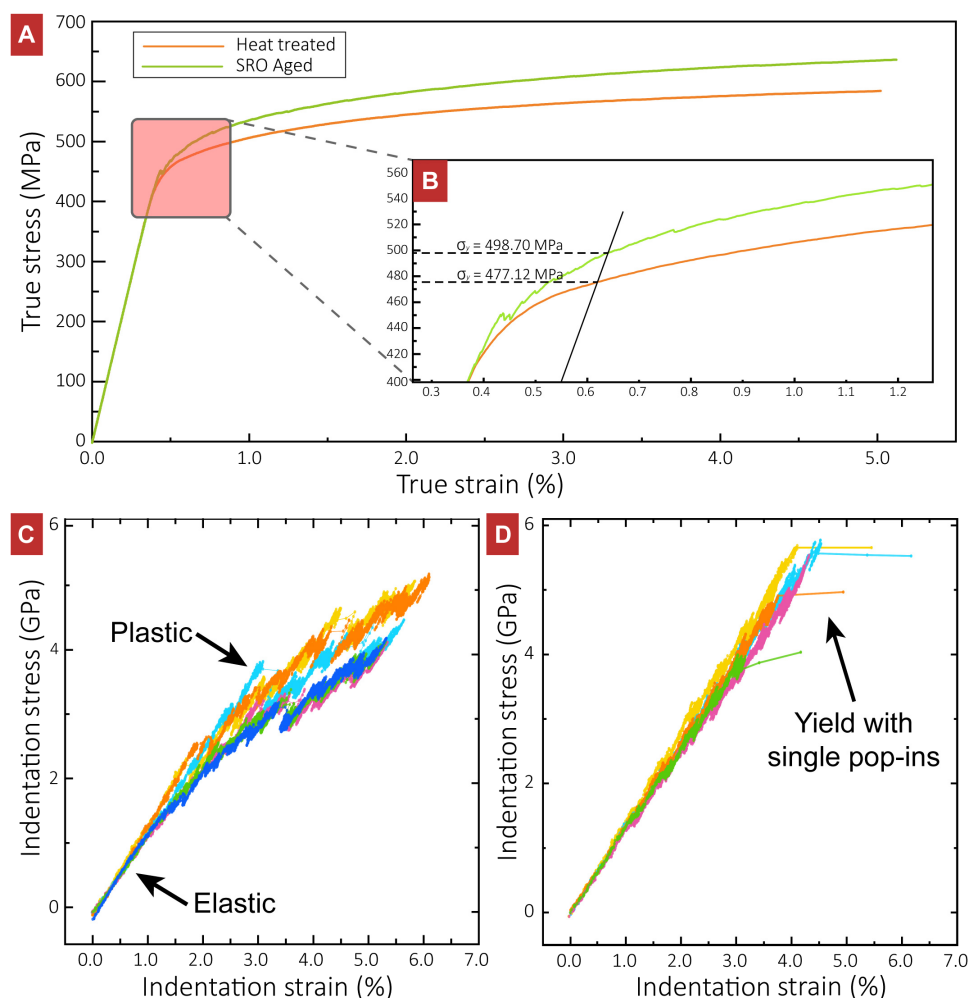 A
700
600
500
400
300
200
100
0
True stress (MPa)
Heat treated
SRO Aged
B
560
540
530
510
500
480
460
440
420
400
σy = 498.70 MPa
σy = 477.12 MPa
0.3 0.4 0.5 0.6 0.7 0.8 0.9 1.0 1.1 1.2
0.0 1.0 2.0 3.0 4.0 5.0
True strain (%)
C
6
4
2
0
Indentation stress (GPa)
Plastic
Elastic
0.0 1.0 2.0 3.0 4.0 5.0 6.0 7.0
Indentation strain (%)
D
6
4
2
0
Indentation stress (GPa)
Yield with
single pop-ins
0.0 1.0 2.0 3.0 4.0 5.0 6.0 7.0
Indentation strain (%)